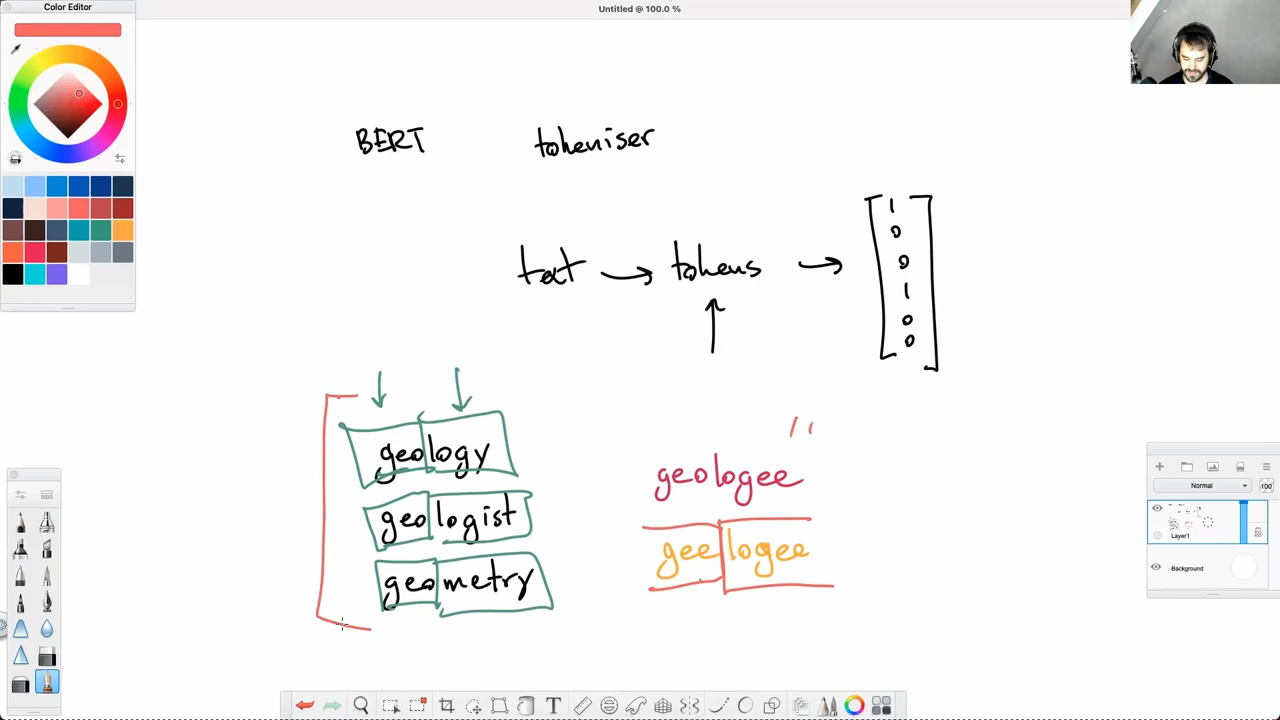 Color Editor
Untitled @ 100.0 %
BERT tokeniser
text → tokens →
1
0
0
1
0
0
geology
geologist
geometry
geologee
geelogee
100
Normal
Layer1
Background